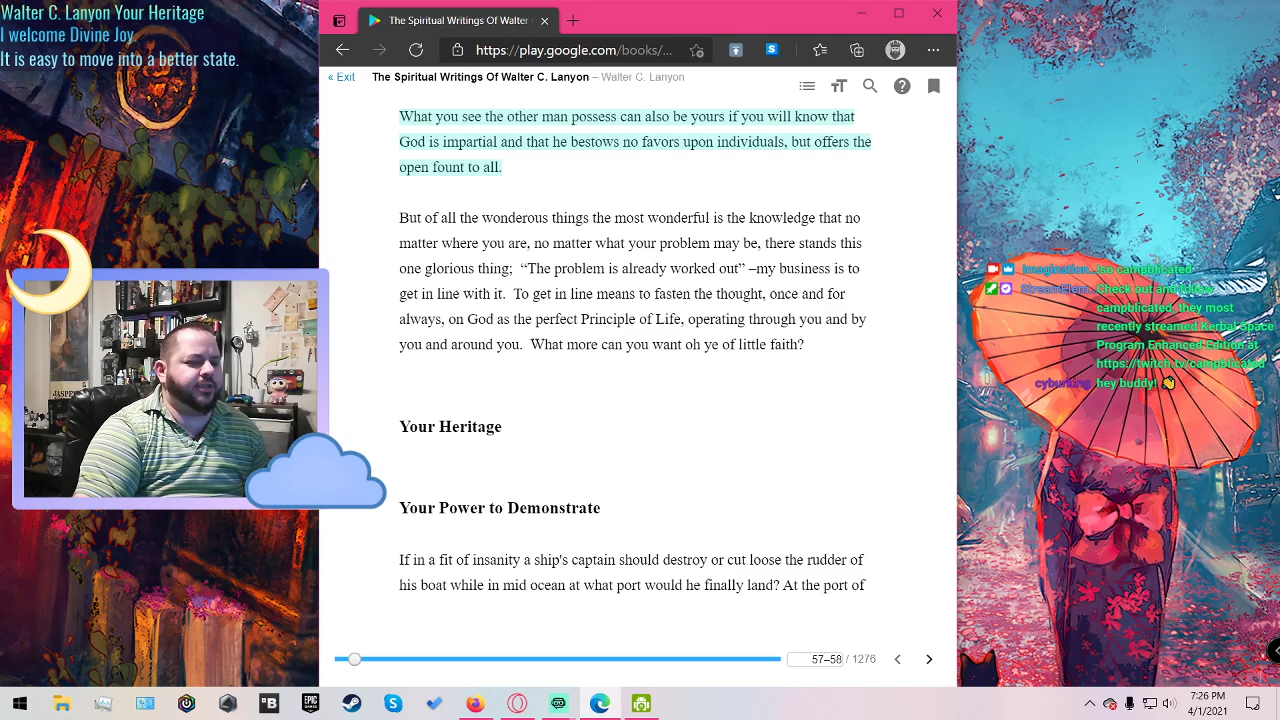 Walter C. Lanyon Your Heritage
I welcome Divine Joy
It is easy to move into a better state.
The Spiritual Writings Of Walter
https://play.google.com/books/...
« Exit
The Spiritual Writings Of Walter C. Lanyon – Walter C. Lanyon
What you see the other man possess can also be yours if you will know that
God is impartial and that he bestows no favors upon individuals, but offers the
open fount to all.
But of all the wonderous things the most wonderful is the knowledge that no
matter where you are, no matter what your problem may be, there stands this
one glorious thing; “The problem is already worked out” –my business is to
get in line with it. To get in line means to fasten the thought, once and for
always, on God as the perfect Principle of Life, operating through you and by
you and around you. What more can you want oh ye of little faith?
Your Heritage
Your Power to Demonstrate
If in a fit of insanity a ship's captain should destroy or cut loose the rudder of
his boat while in mid ocean at what port would he finally land? At the port of
57–58 / 1276
JASPE
Imagination... !so campblicated
StreamElem... Check out and follow
campblicated, they most
recently streamed Kerbal Space
Program Enhanced Edition at
https://twitch.tv/campblicated
cyburking hey buddy!
EPIC
GAMES
7:26 PM
4/1/2021